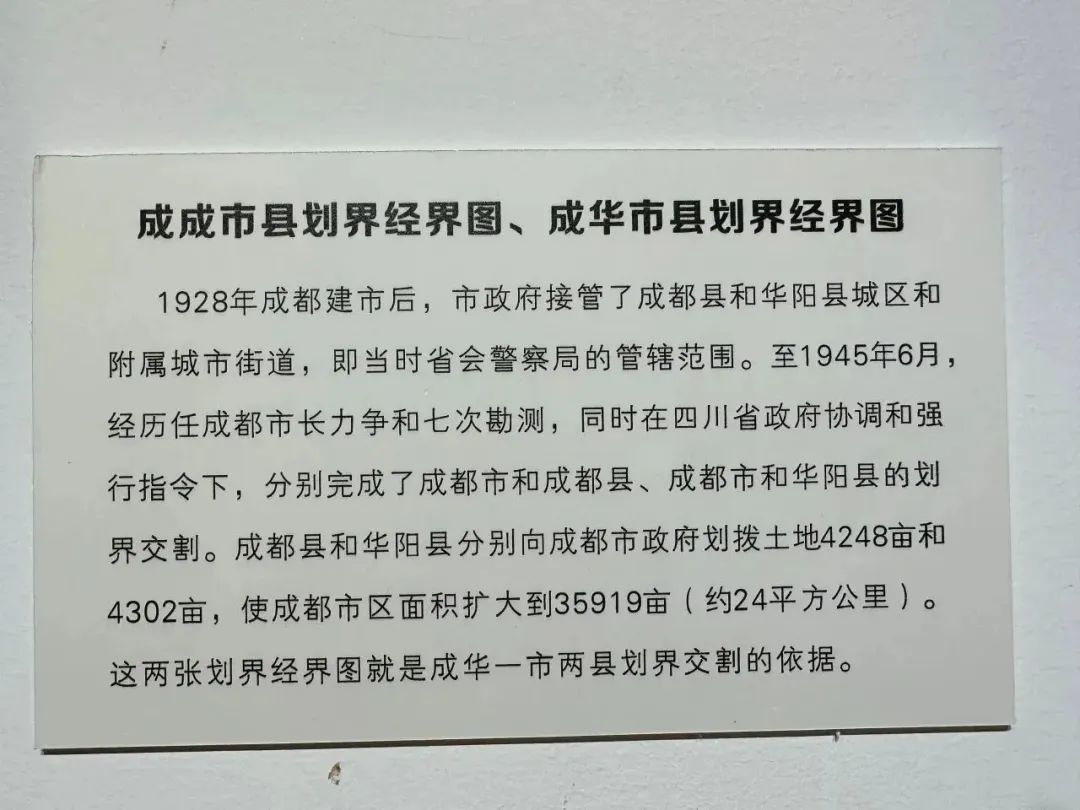 成成市县划界经界图、成华市县划界经界图
1928年成都建市后，市政府接管了成都县和华阳县城区和
附属城市街道，即当时省会警察局的管辖范围。至1945年6月，
经历任成都市长力争和七次勘测，同时在四川省政府协调和强
行指令下，分别完成了成都市和成都县、成都市和华阳县的划
界交割。成都县和华阳县分别向成都市政府划拨土地4248亩和
4302亩，使成都市区面积扩大到35919亩（约24平方公里）。
这两张划界经界图就是成华一市两县划界交割的依据。